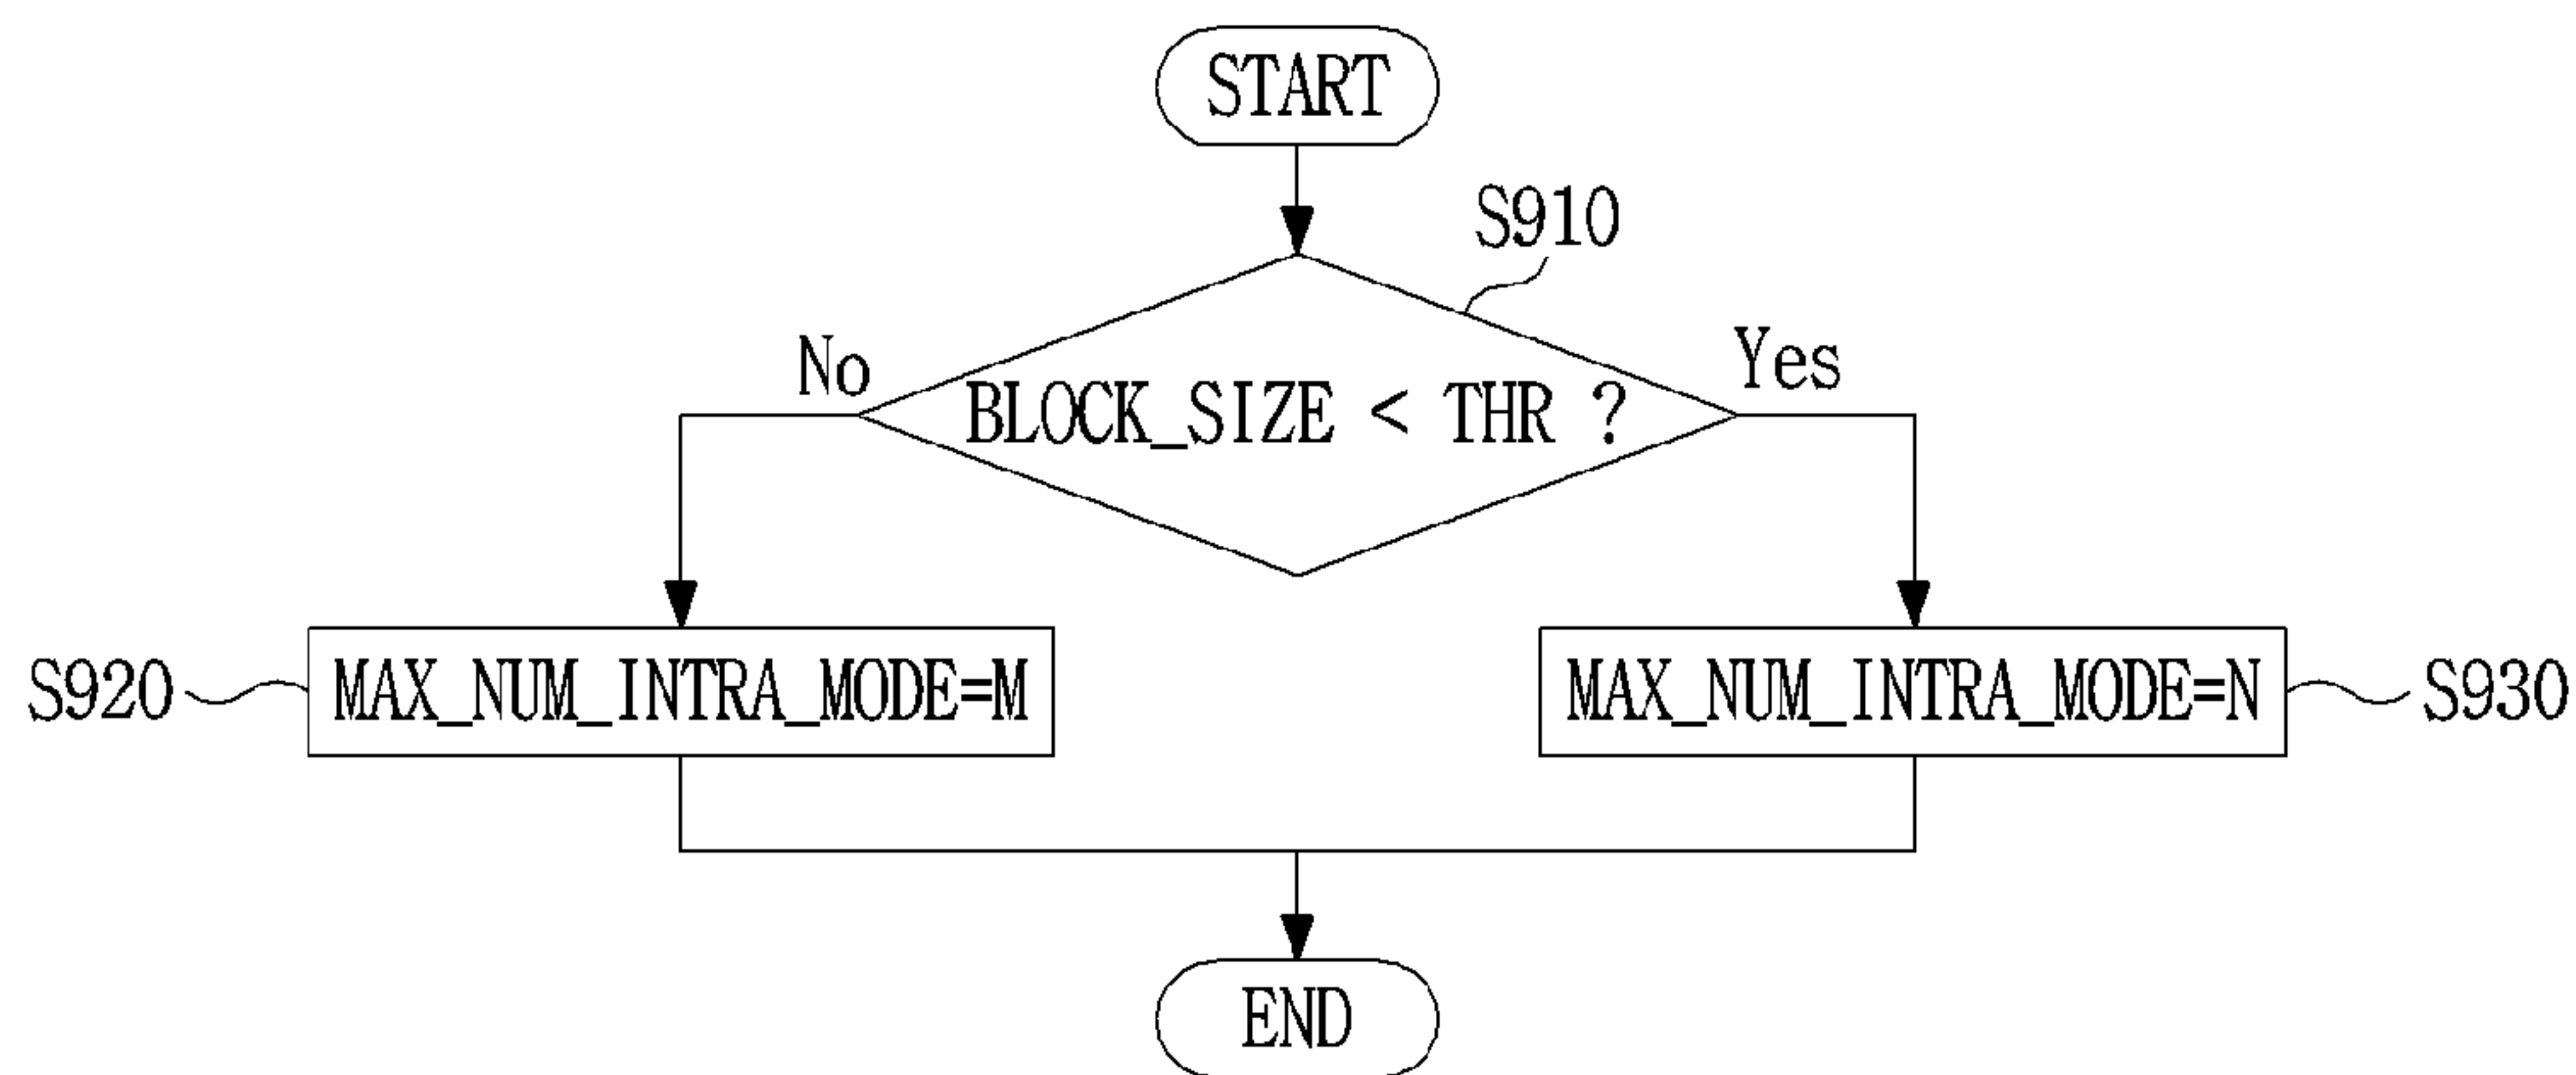 START
S910
No
Yes
BLOCK_SIZE < THR ?
S920
MAX_NUM_INTRA_MODE=M
MAX_NUM_INTRA_MODE=N
S930
END